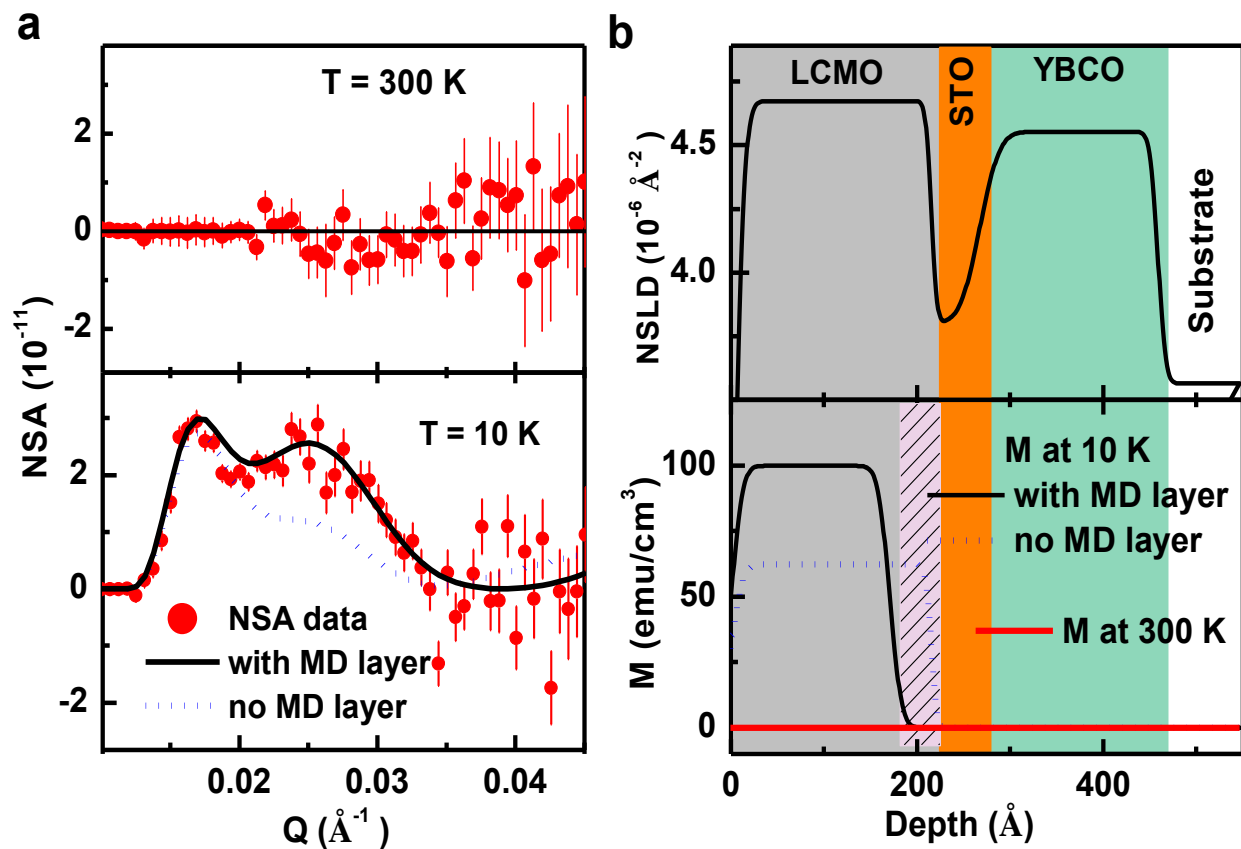 a
T = 300 K
2
0
-2
NSA (10⁻¹¹)
T = 10 K
2
0
-2
NSA data
with MD layer
no MD layer
0.02
0.03
0.04
Q (Å⁻¹)
b
LCMO
STO
YBCO
Substrate
4.5
4.0
NSLD (10⁻⁶ Å⁻²)
M at 10 K
with MD layer
no MD layer
M at 300 K
100
50
0
M (emu/cm³)
0
200
400
Depth (Å)